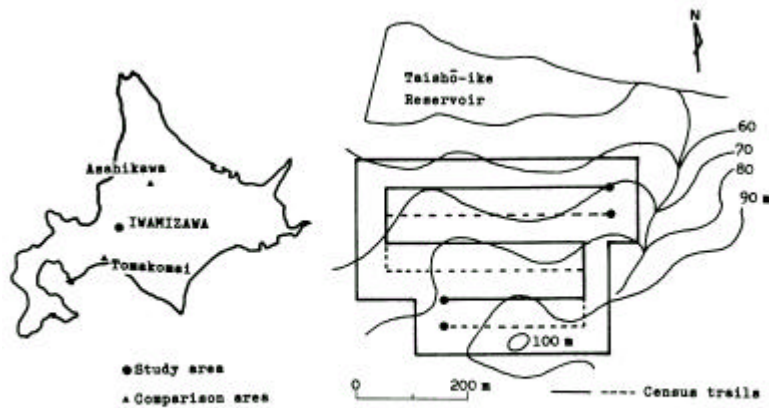 N
Taishō-ike
Reservoir
60
70
80
90 m
Asahikawa
IWAMIZAWA
Tomakomai
100 m
Study area
Comparison area
0 200 m
Census trails